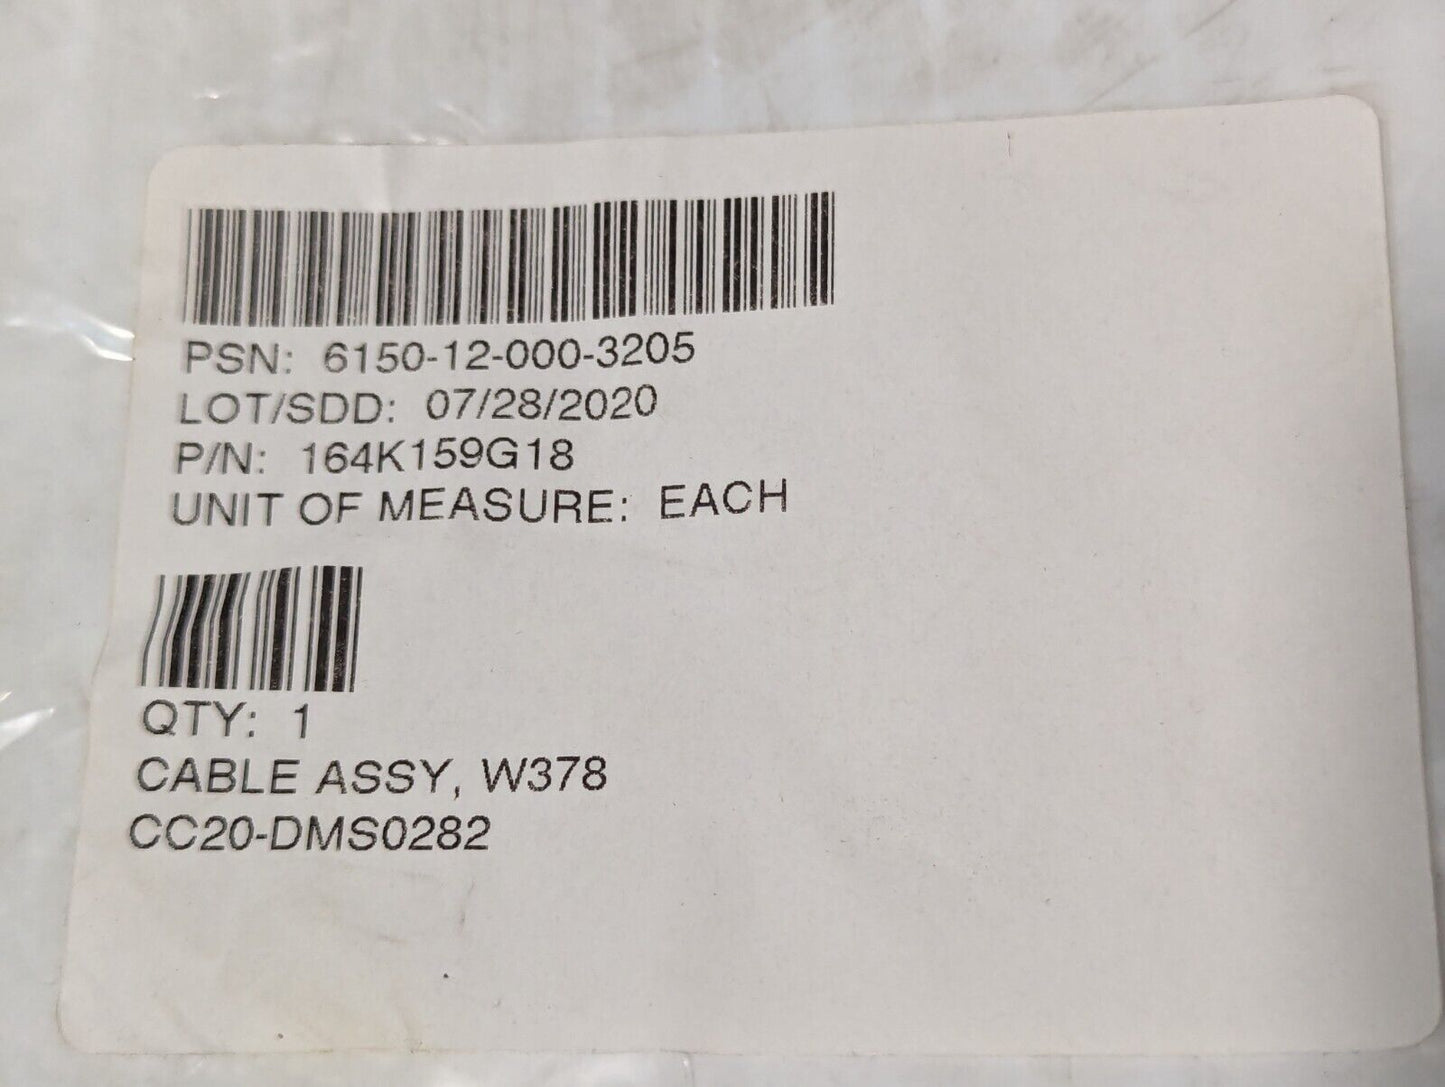 PSN: 6150-12-000-3205
LOT/SDD: 07/28/2020
P/N: 164K159G18
UNIT OF MEASURE: EACH
QTY: 1
CABLE ASSY, W378
CC20-DMS0282